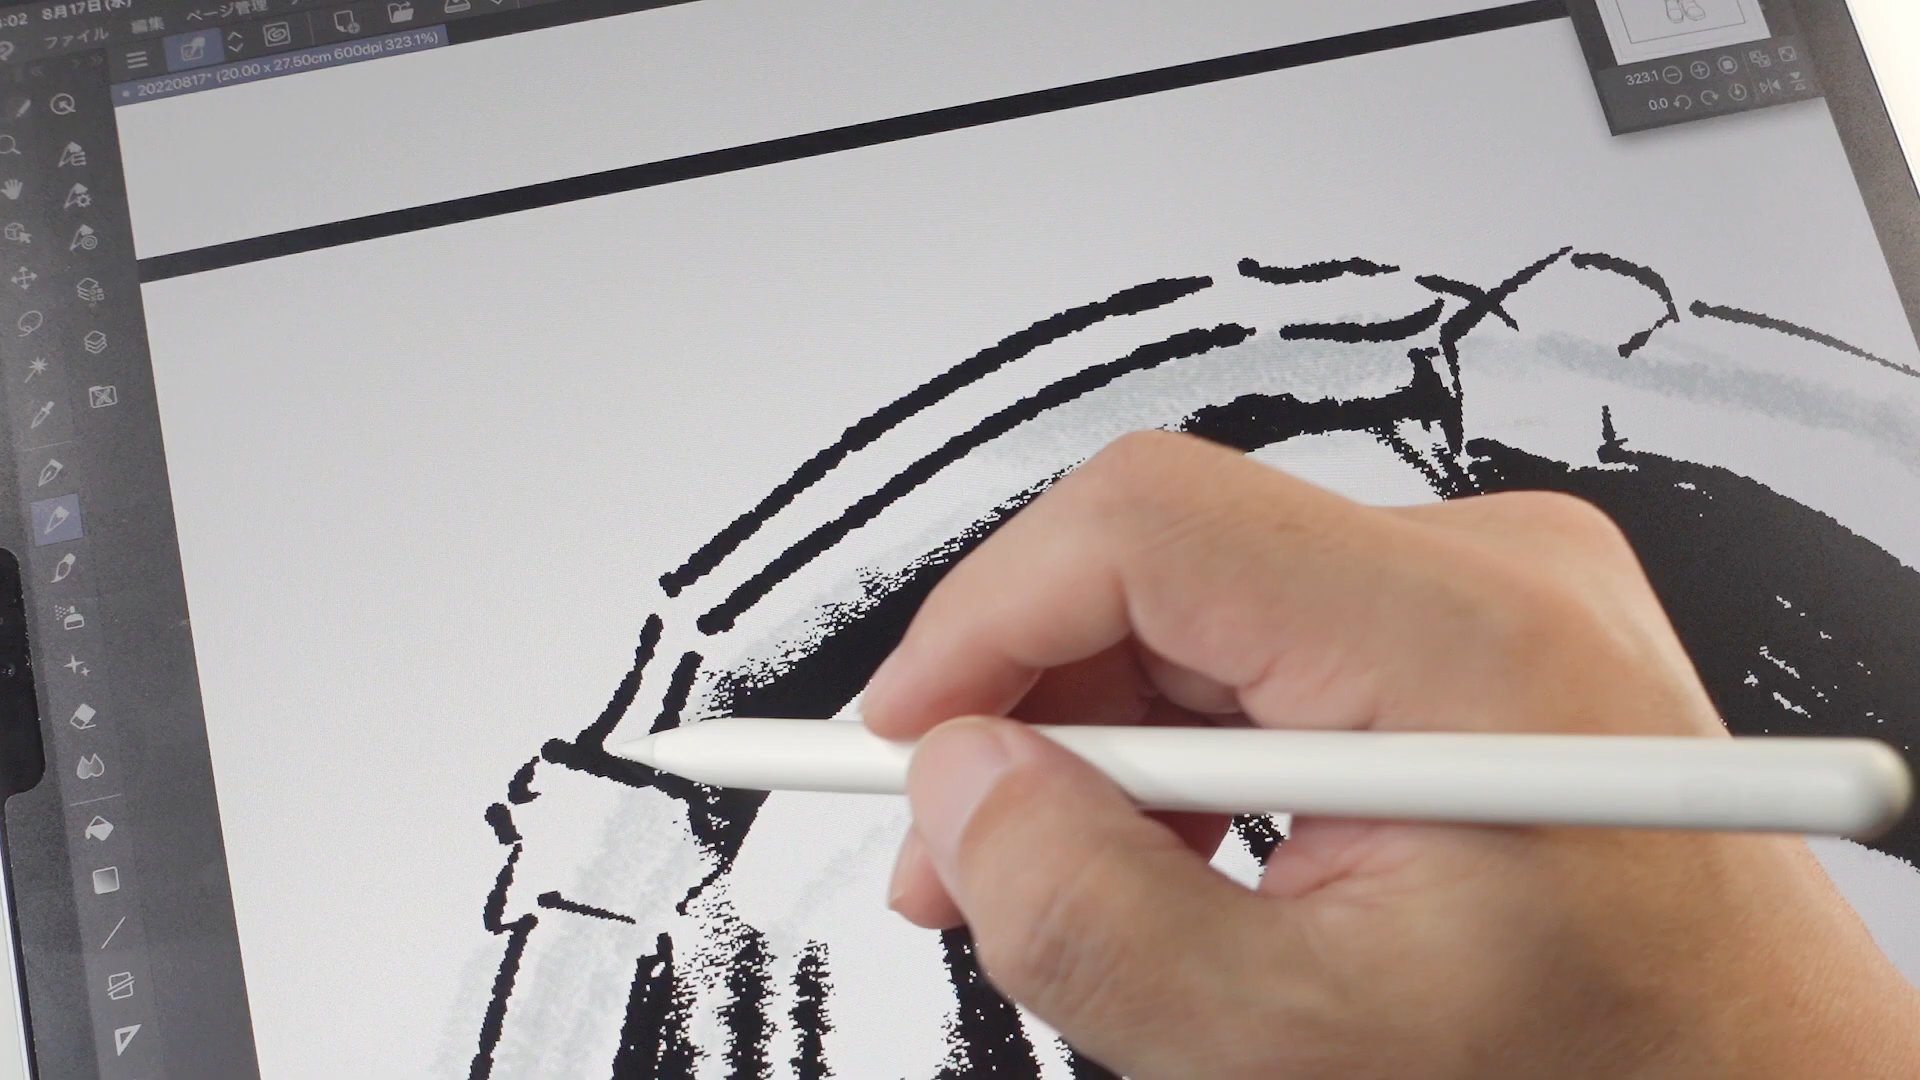 :02 8月17日(水)
ファイル 編集 ページ管理
20220817* (20.00 x 27.50cm 600dpi 323.1%)
323.1
0.0